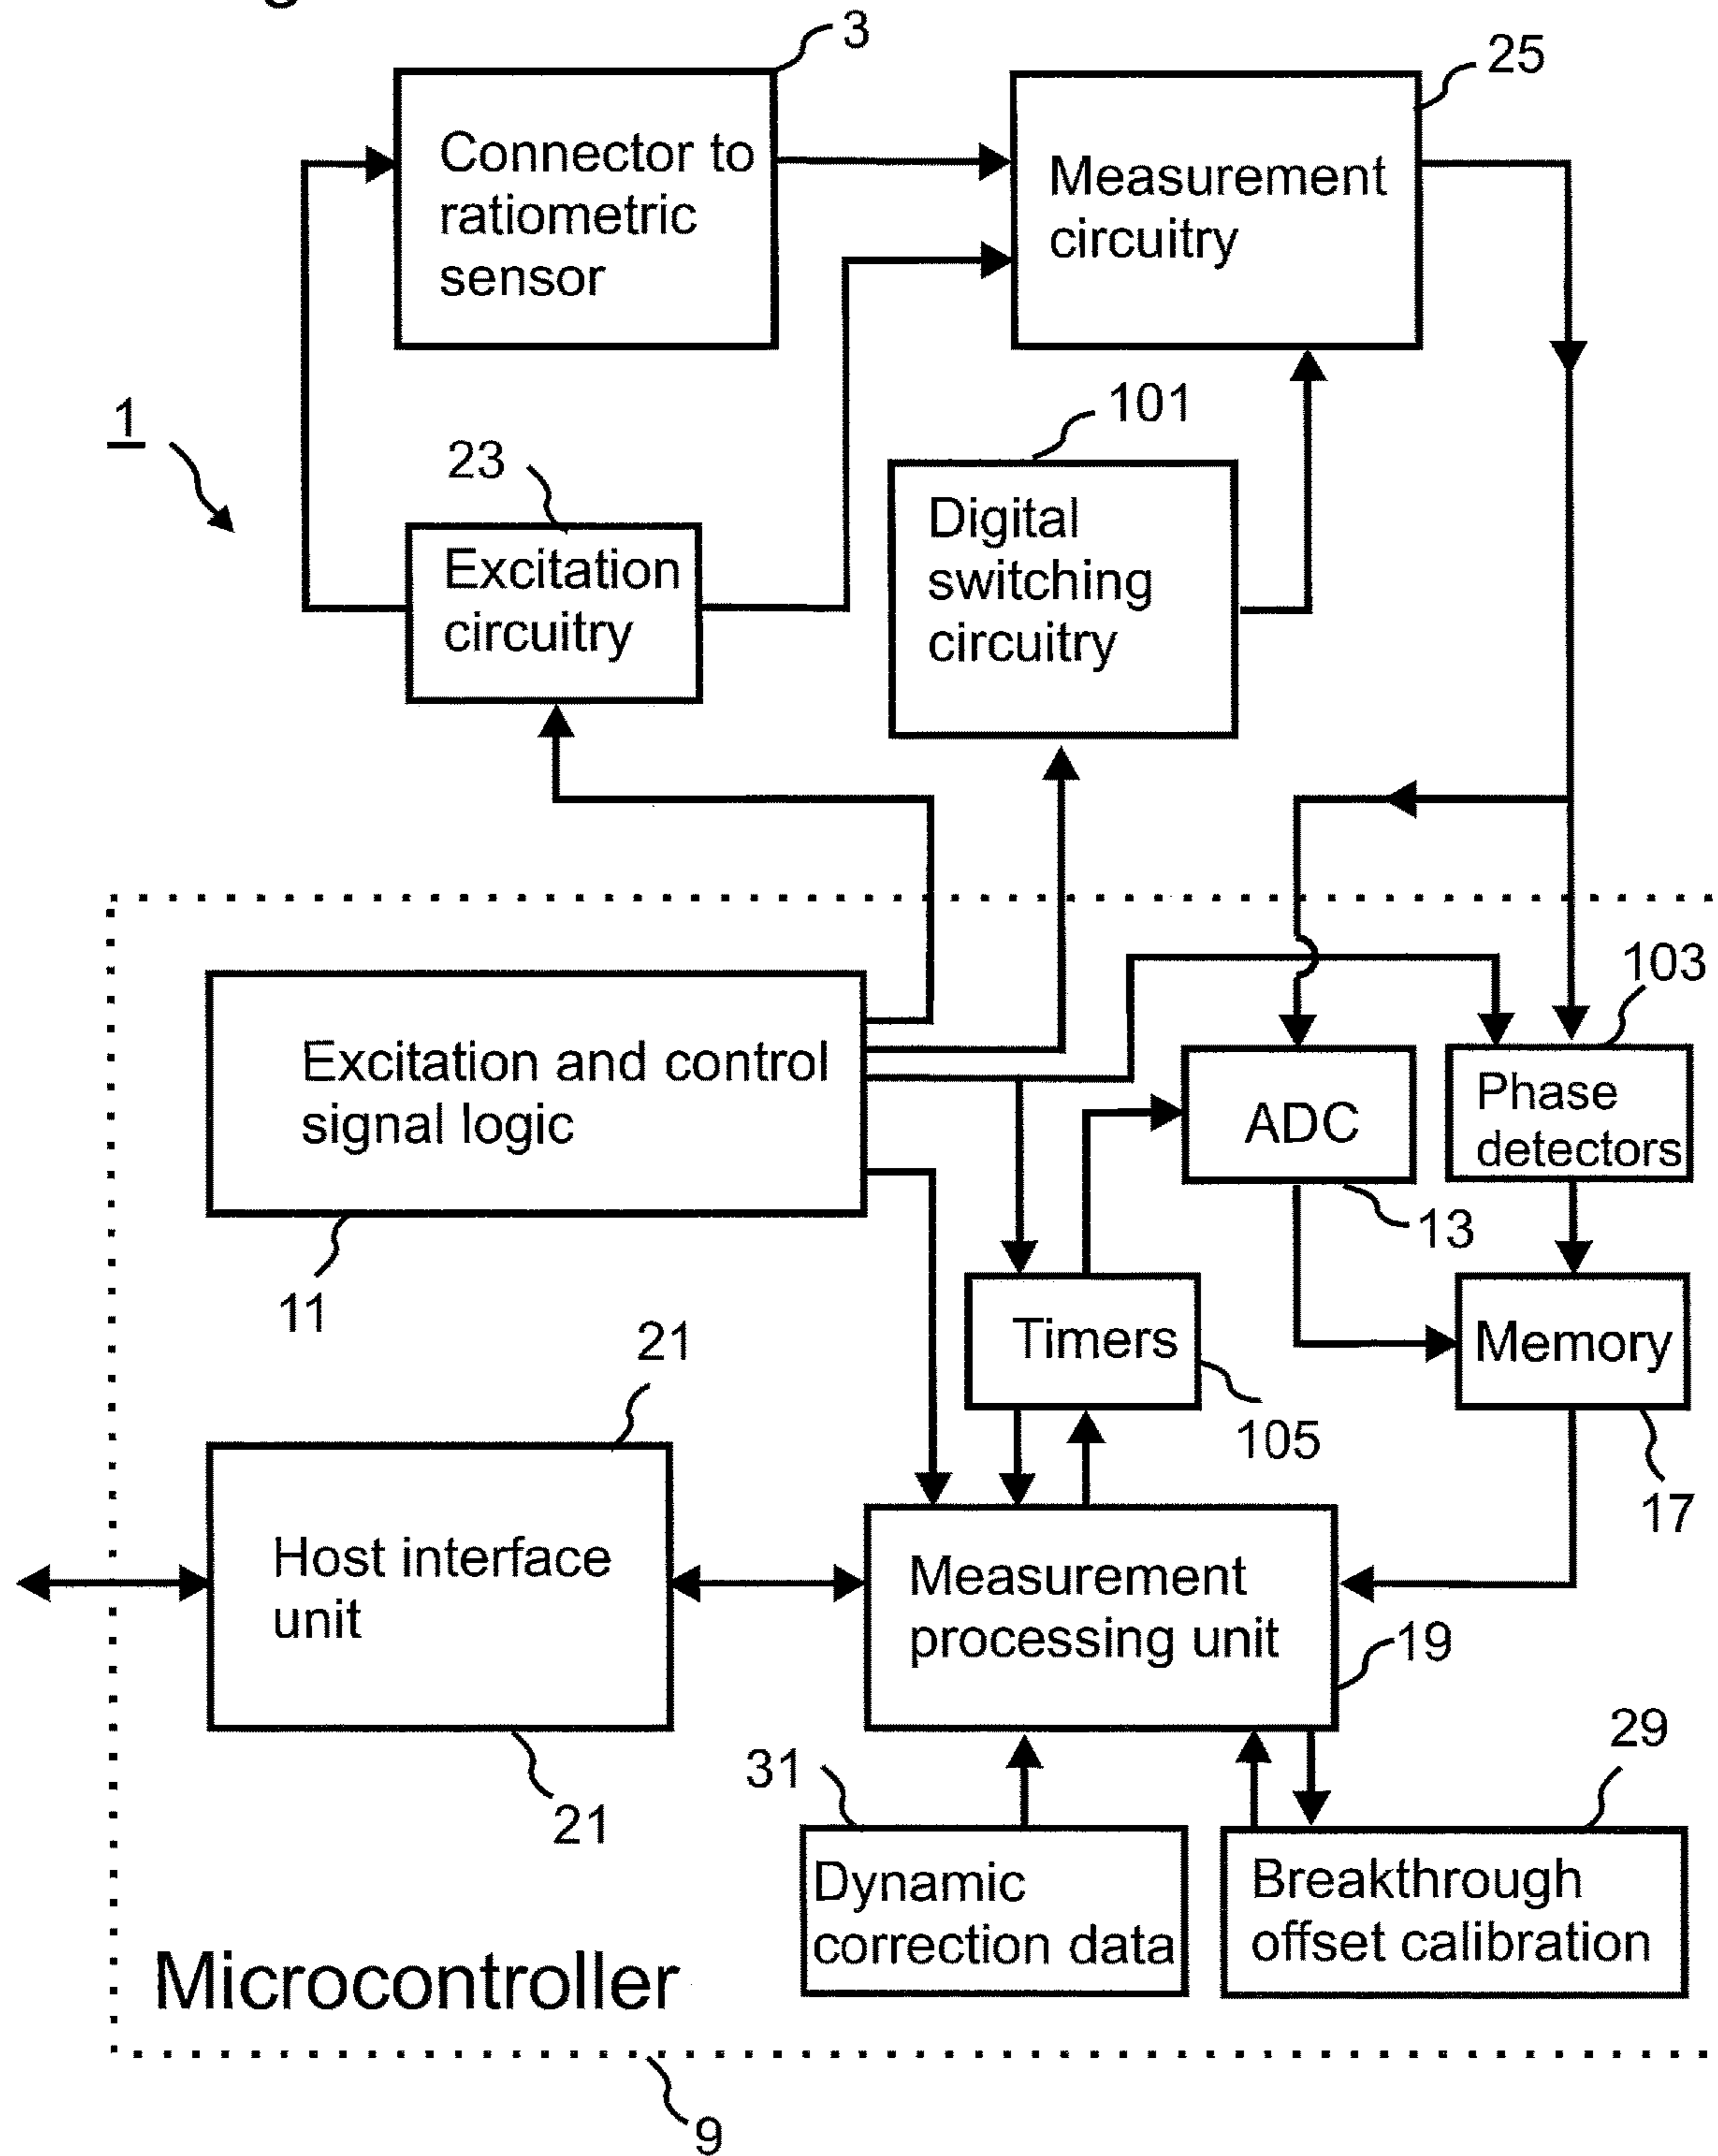 3
25
Connector to
ratiometric
sensor
Measurement
circuitry
1
101
23
Digital
switching
circuitry
Excitation
circuitry
103
Excitation and control
signal logic
ADC
Phase
detectors
13
11
21
Timers
Memory
105
17
Host interface
unit
Measurement
processing unit
19
29
31
21
Dynamic
correction data
Breakthrough
offset calibration
Microcontroller
9